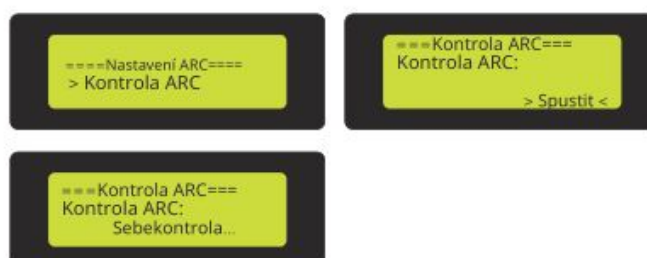 ====Nastavení ARC====
> Kontrola ARC
===Kontrola ARC===
Kontrola ARC:
> Spustit <
===Kontrola ARC===
Kontrola ARC:
Sebekontrola...